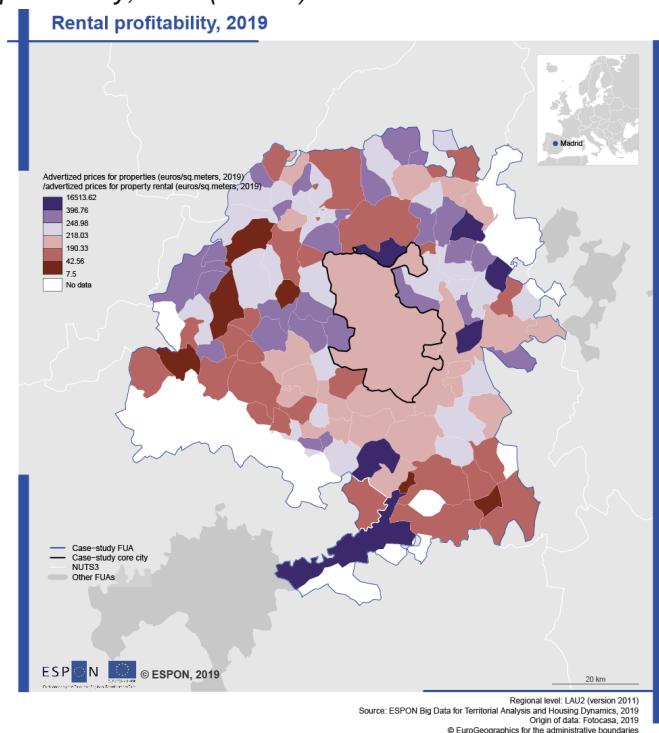 Rental profitability, 2019
Madrid
Advertized prices for properties (euros/sq.meters, 2019)
/advertized prices for property rental (euros/sq.meters, 2019)
16513.62
396.76
248.98
218.03
190.33
42.56
7.5
No data
Case-study FUA
Case-study core city
NUTS3
Other FUAs
ESPON
© ESPON, 2019
20 km
Regional level: LAU2 (version 2011)
Source: ESPON Big Data for Territorial Analysis and Housing Dynamics, 2019
Origin of data: Fotocasa, 2019
© EuroGeographics for the administrative boundaries